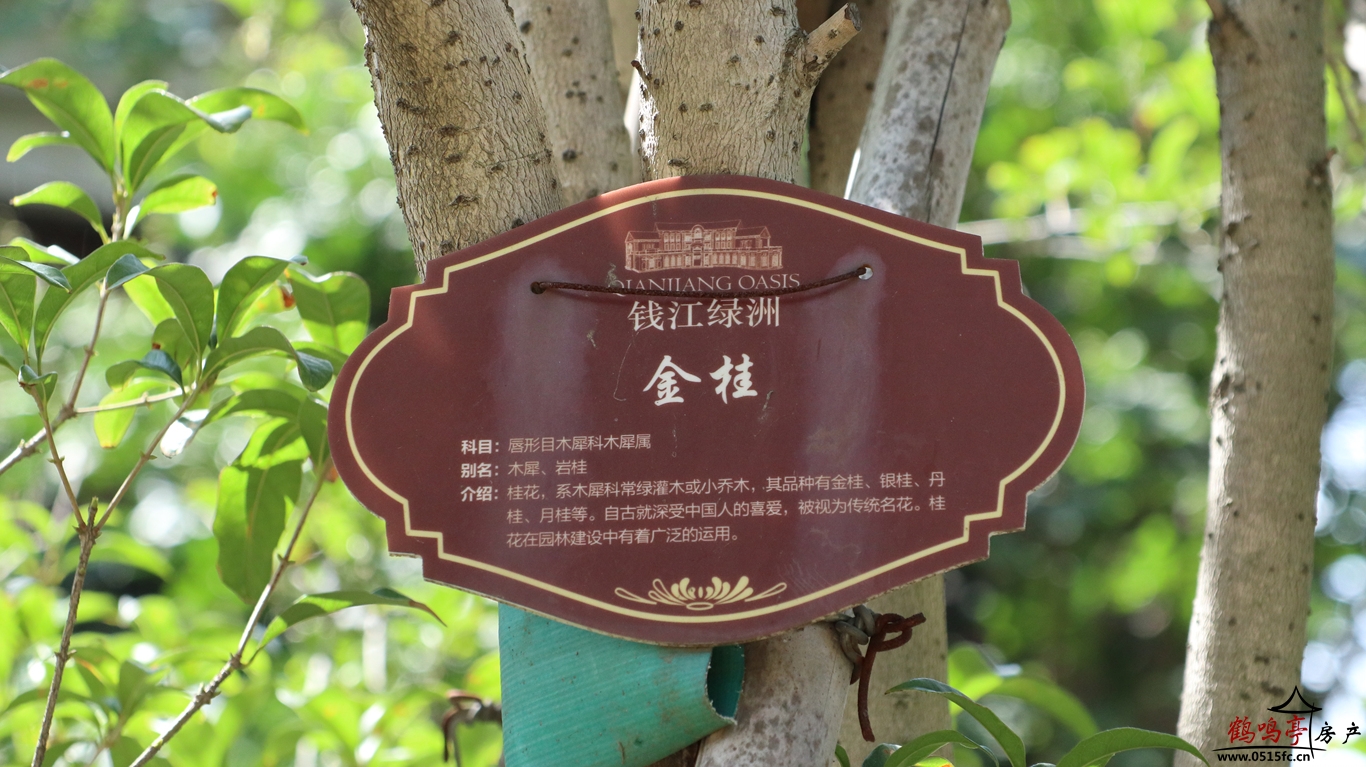 QIANJIANG OASIS
钱江绿洲
金桂
科目：唇形目木犀科木犀属
别名：木犀、岩桂
介绍：桂花，系木犀科常绿灌木或小乔木，其品种有金桂、银桂、丹
桂、月桂等。自古就深受中国人的喜爱，被视为传统名花。桂
花在园林建设中有着广泛的运用。
鹤鸣亭房产
www.0515fc.cn